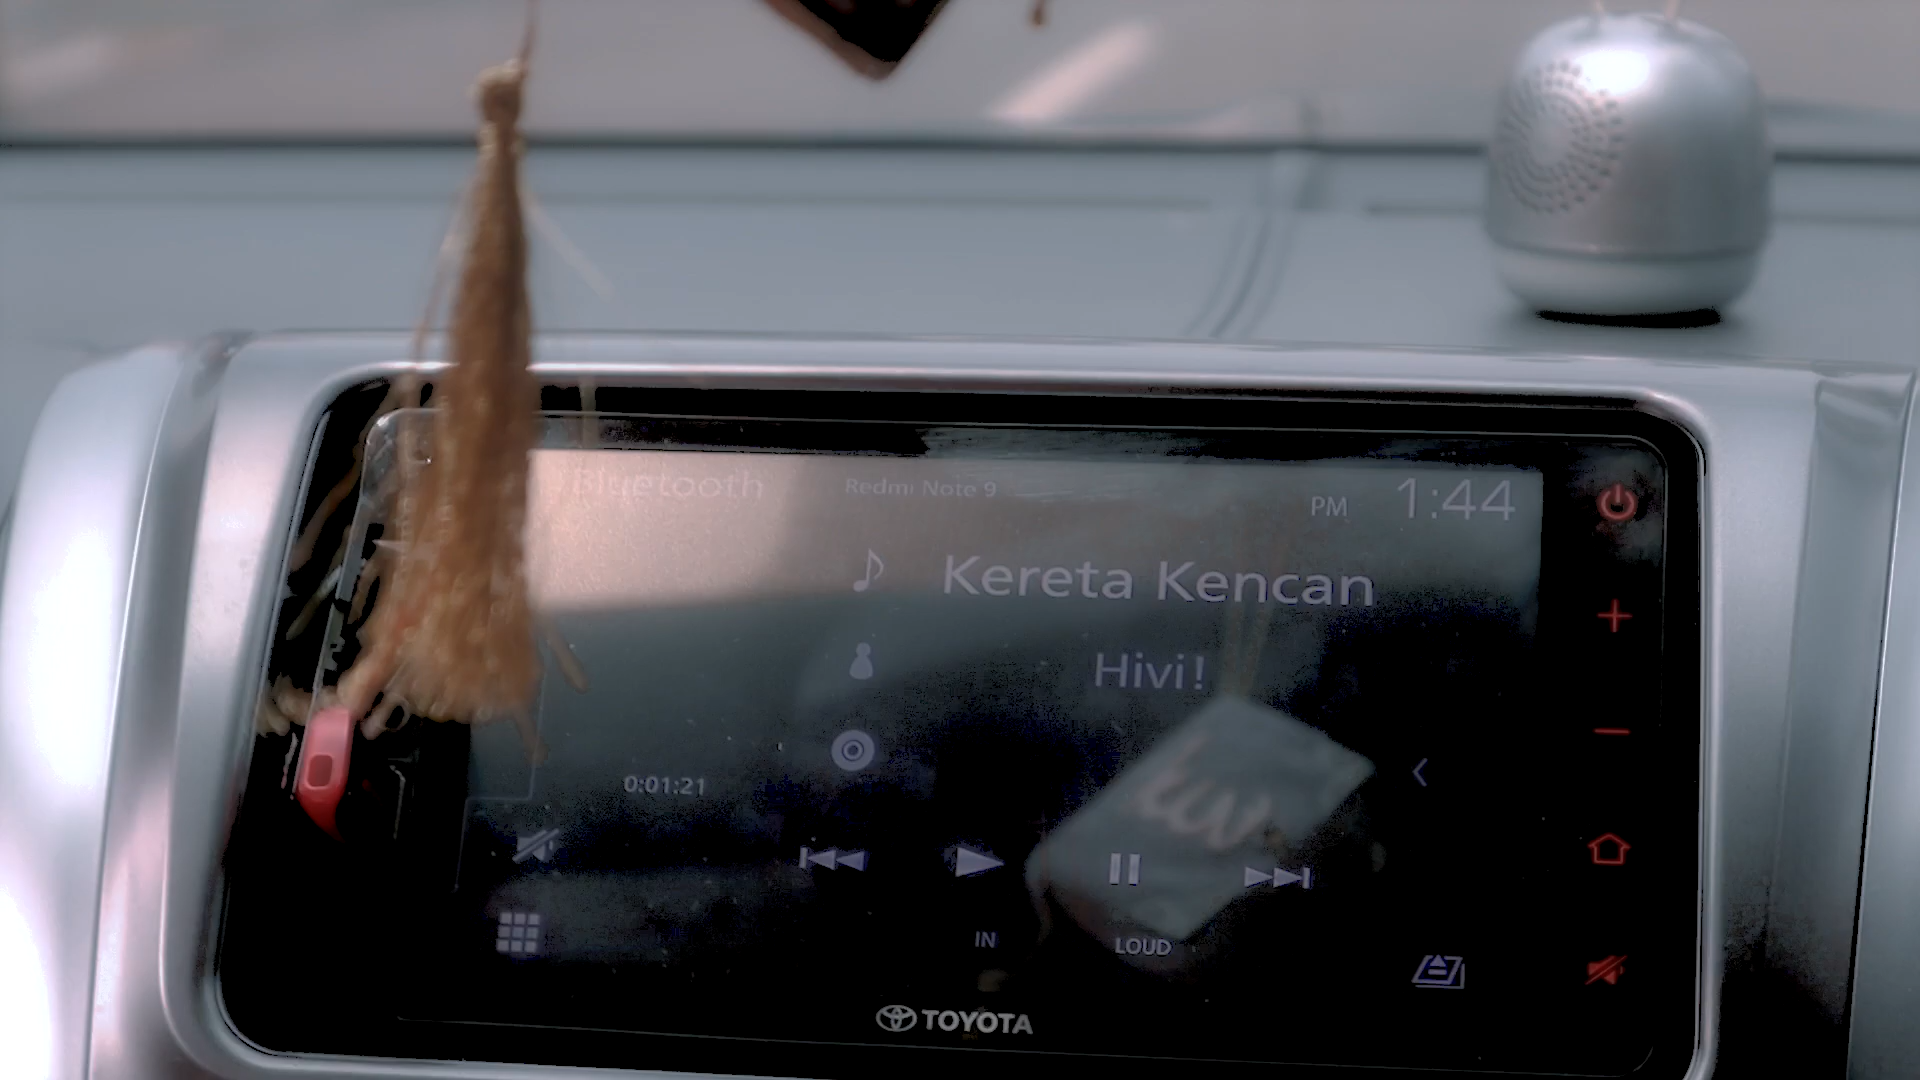 Bluetooth Redmi Note 9 PM 1:44
Kereta Kencan
Hivi!
0:01:21
IN LOUD
TOYOTA